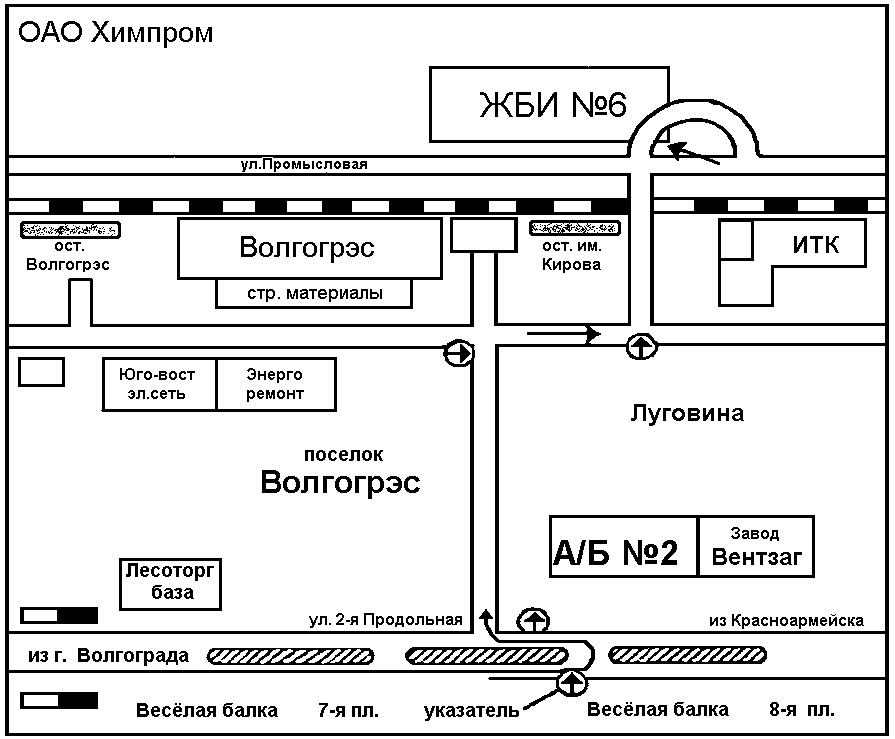 ОАО Химпром
ЖБИ №6
ул.Промысловая
ост.
Волгогрэс
Волгогрэс
стр. материалы
ост. им.
Кирова
ИТК
Юго-вост
эл.сеть
Энерго
ремонт
Луговина
поселок
Волгогрэс
А/Б №2
Завод
Вентзаг
Лесоторг
база
ул. 2-я Продольная
из Красноармейска
из г. Волгограда
Весёлая балка 7-я пл.
указатель
Весёлая балка 8-я пл.